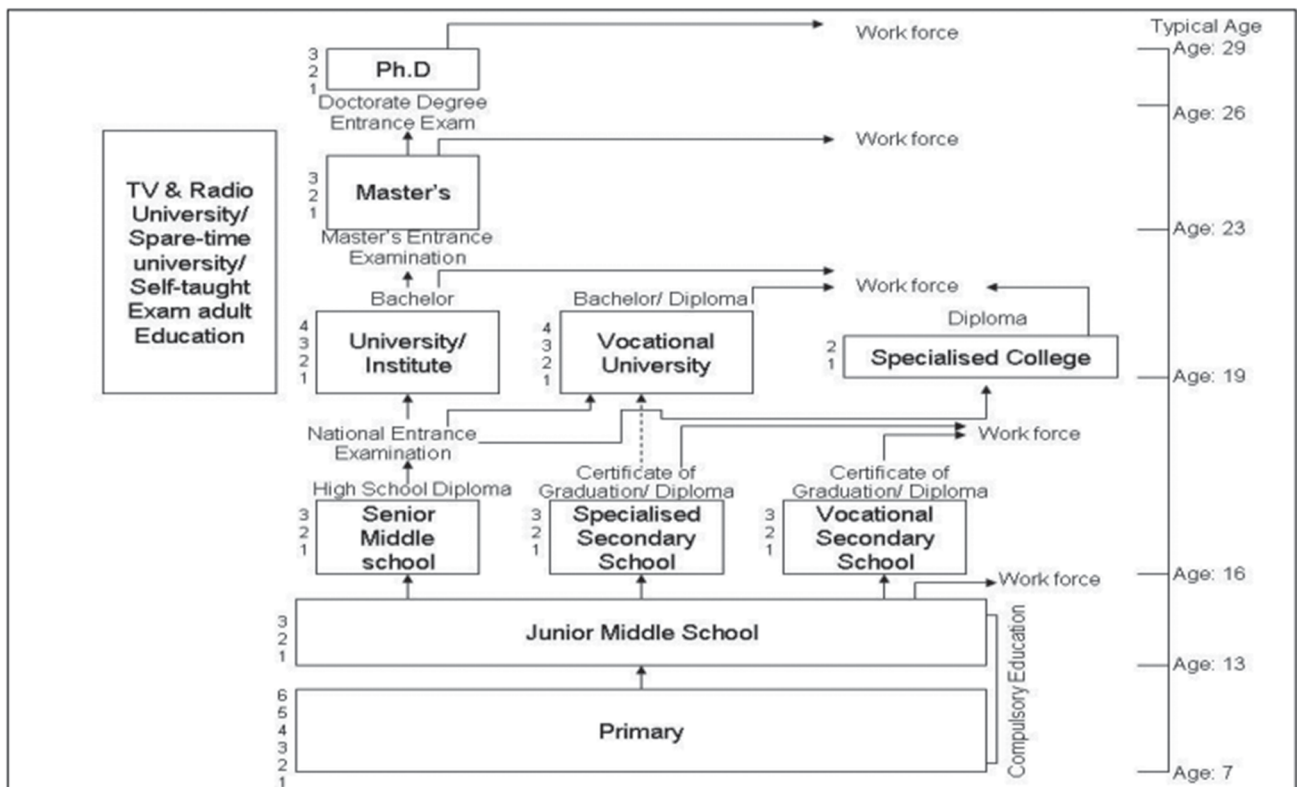 Typical Age
Work force
Age: 29
3
2
1
Ph.D
Doctorate Degree
Entrance Exam
Age: 26
Work force
TV & Radio
University/
Spare-time
university/
Self-taught
Exam adult
Education
3
2
1
Master's
Master's Entrance
Examination
Age: 23
Work force
Bachelor
Bachelor/ Diploma
Diploma
4
3
2
1
University/
Institute
4
3
2
1
Vocational
University
2
1
Specialised College
Age: 19
National Entrance
Examination
Work force
High School Diploma
Certificate of
Graduation/ Diploma
Certificate of
Graduation/ Diploma
3
2
1
Senior
Middle
school
3
2
1
Specialised
Secondary
School
3
2
1
Vocational
Secondary
School
Age: 16
Work force
3
2
1
Junior Middle School
Age: 13
6
5
4
3
2
1
Primary
Compulsory Education
Age: 7